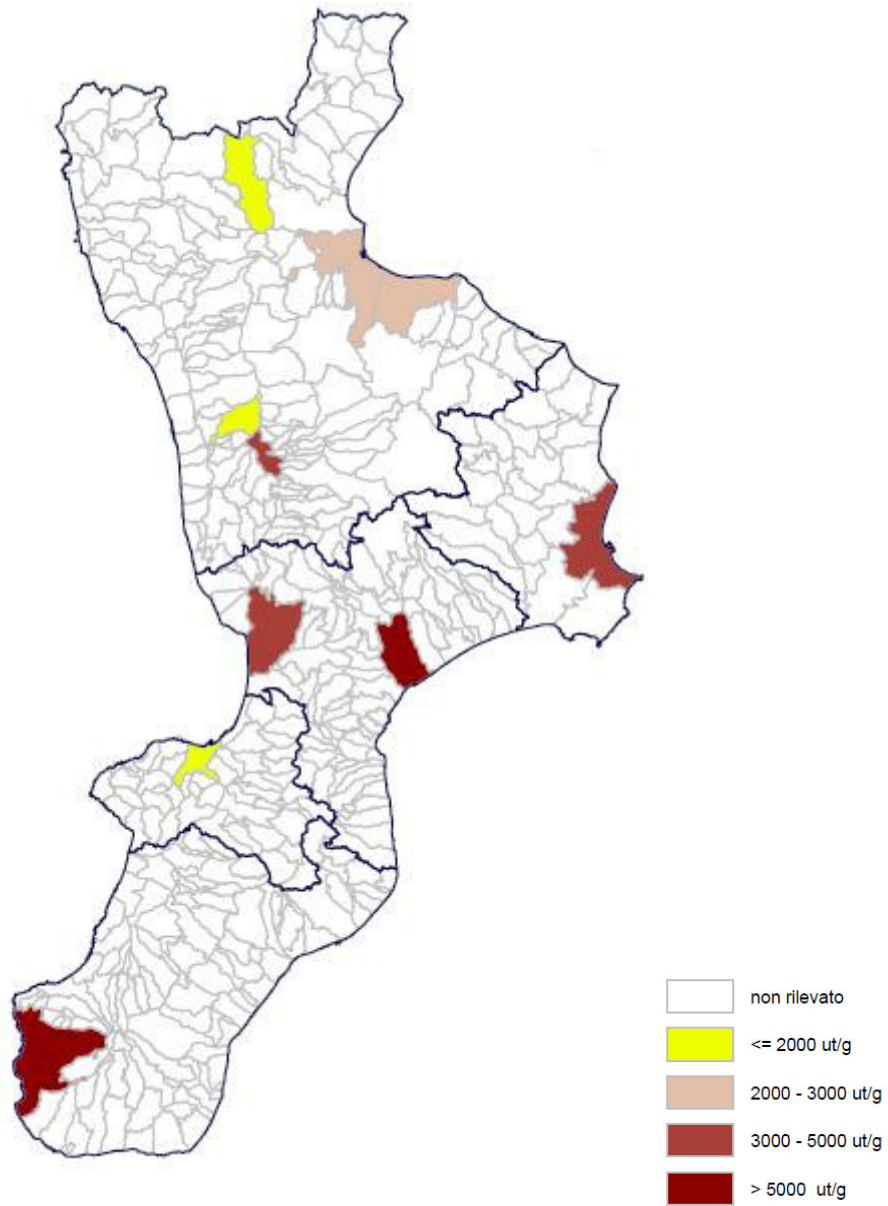 non rilevato
<= 2000 ut/g
2000 - 3000 ut/g
3000 - 5000 ut/g
> 5000 ut/g